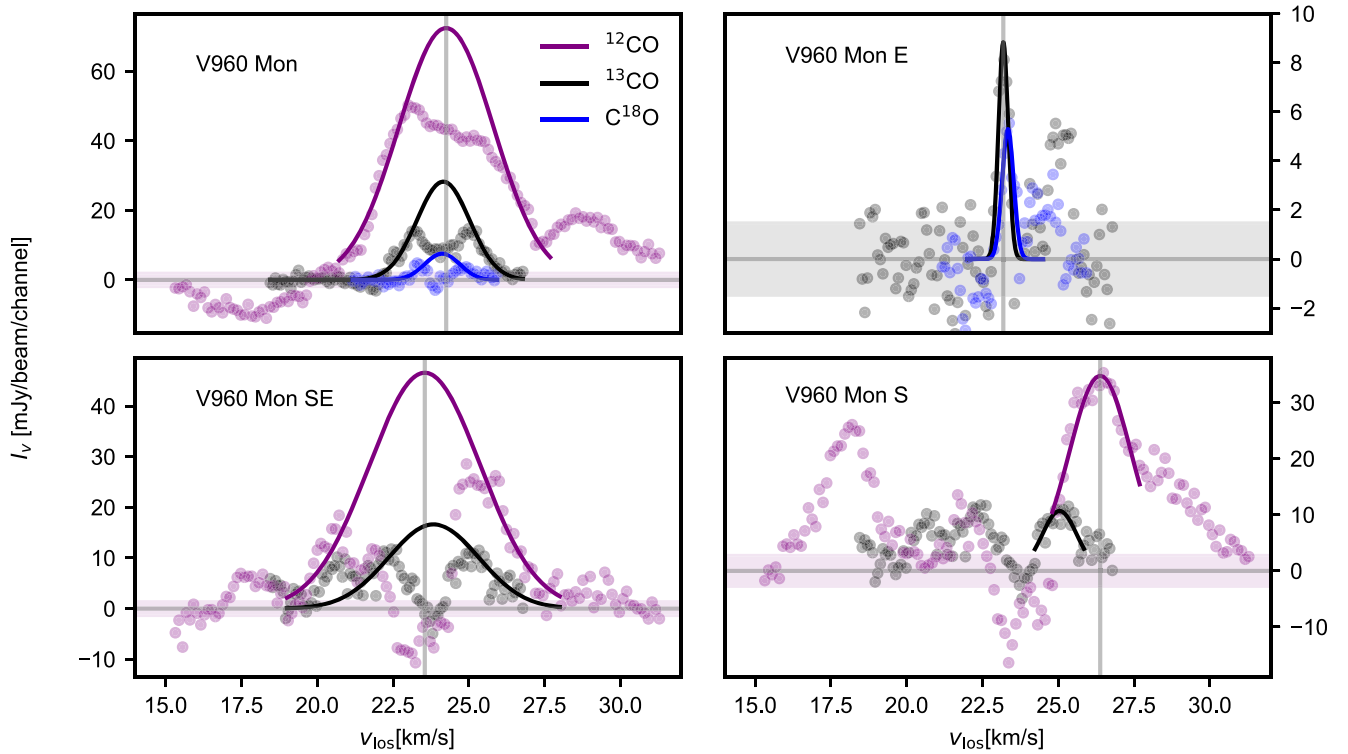 V960 Mon
¹²CO
¹³CO
C¹⁸O
60
40
20
0
V960 Mon E
10
8
6
4
2
0
−2
I_ν [mJy/beam/channel]
V960 Mon SE
40
30
20
10
0
−10
15.0 17.5 20.0 22.5 25.0 27.5 30.0
v_los[km/s]
V960 Mon S
30
20
10
0
−10
15.0 17.5 20.0 22.5 25.0 27.5 30.0
v_los[km/s]